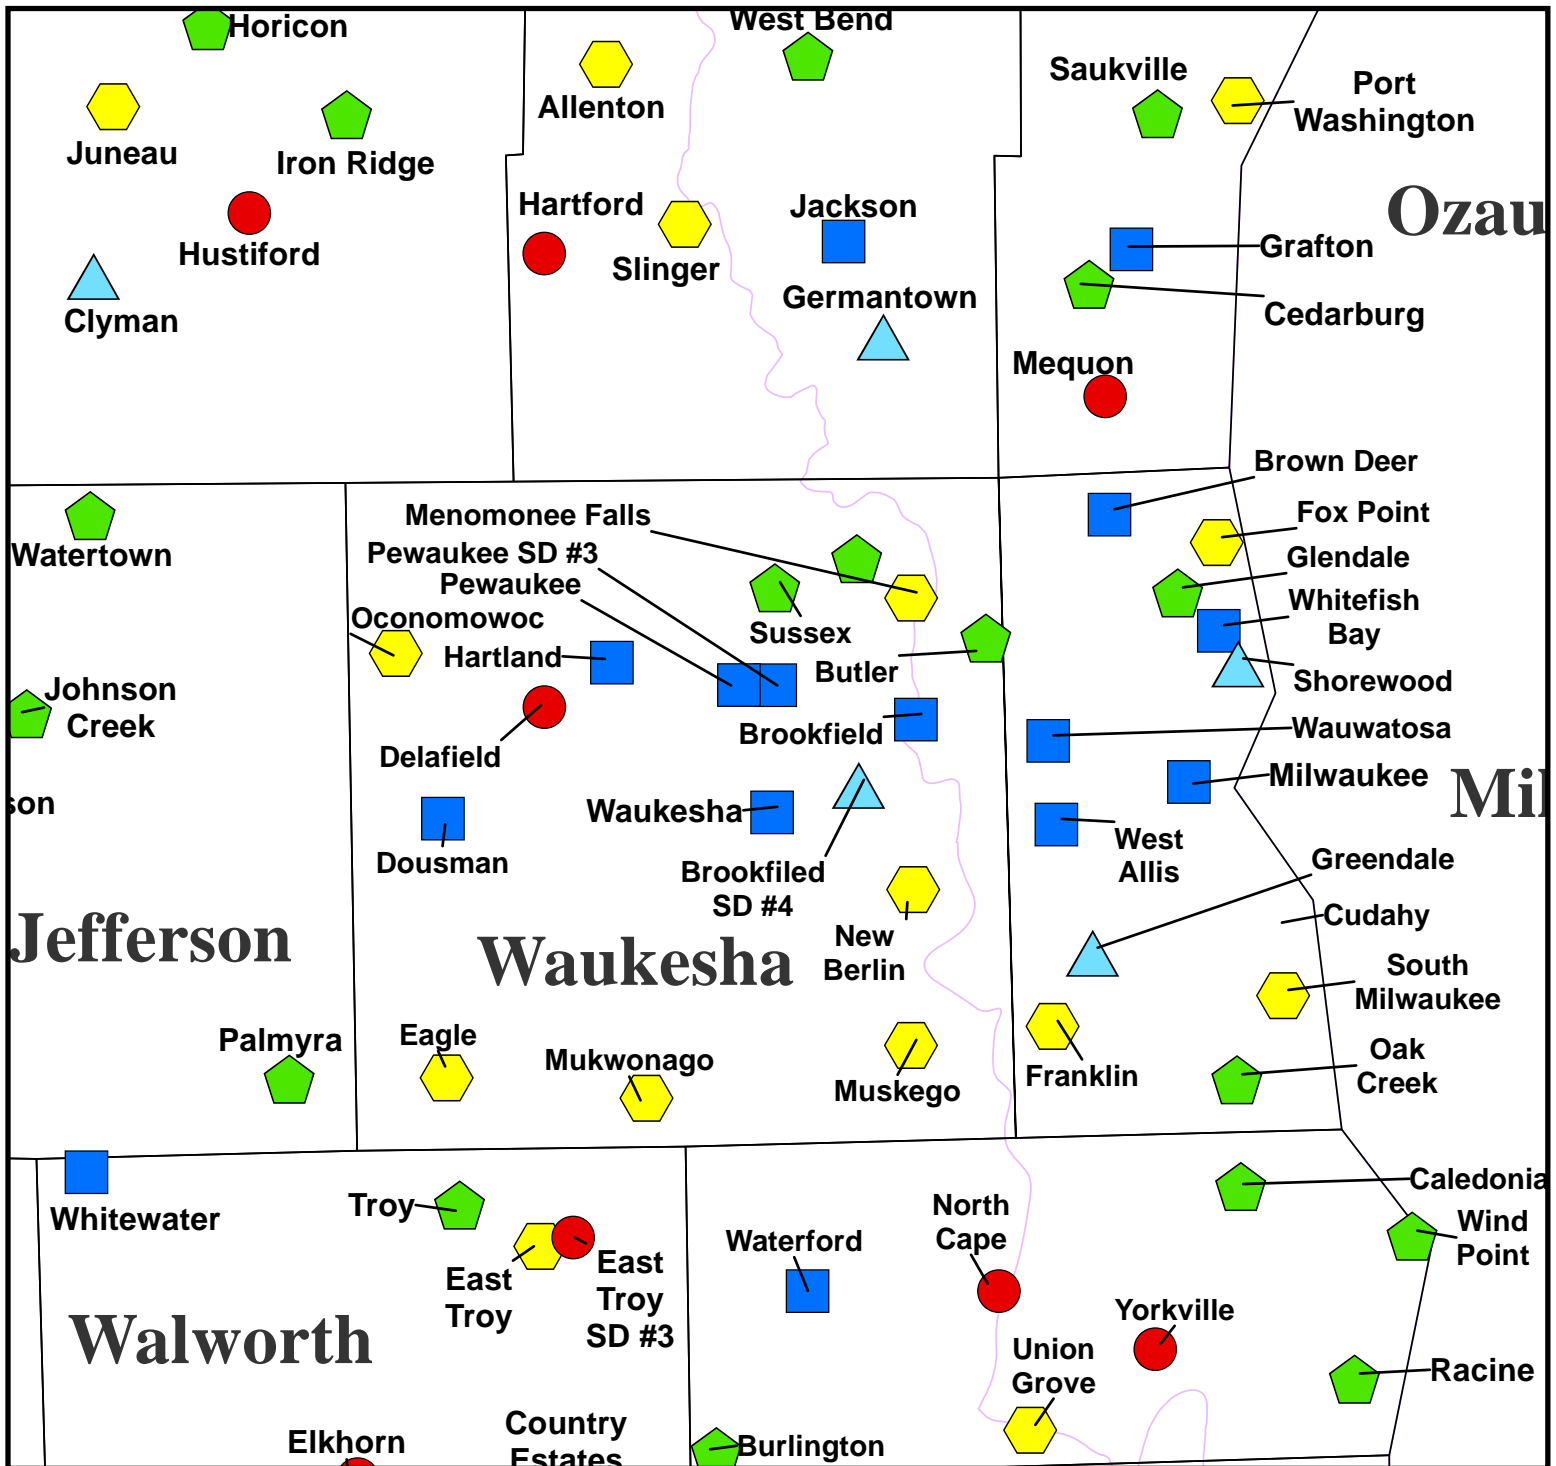 Horicon
West Bend
Saukville
Port
Washington
Allenton
Juneau
Iron Ridge
Ozau
Hartford
Jackson
Hustiford
Slinger
Grafton
Germantown
Cedarburg
Clyman
Mequon
Brown Deer
Menomonee Falls
Fox Point
Pewaukee SD #3
Watertown
Glendale
Pewaukee
Whitefish
Bay
Oconomowoc
Sussex
Hartland
Butler
Shorewood
Johnson
Creek
Brookfield
Wauwatosa
Delafield
Milwaukee
Mil
son
Waukesha
West
Allis
Dousman
Brookfiled
SD #4
Greendale
Cudahy
Jefferson
Waukesha
New
Berlin
South
Milwaukee
Palmyra
Eagle
Mukwonago
Muskego
Franklin
Oak
Creek
Whitewater
Troy
Caledonia
North
Cape
Wind
Point
Waterford
East
Troy
East
Troy
SD #3
Walworth
Yorkville
Union
Grove
Racine
Elkhorn
Country
Estates
Burlington